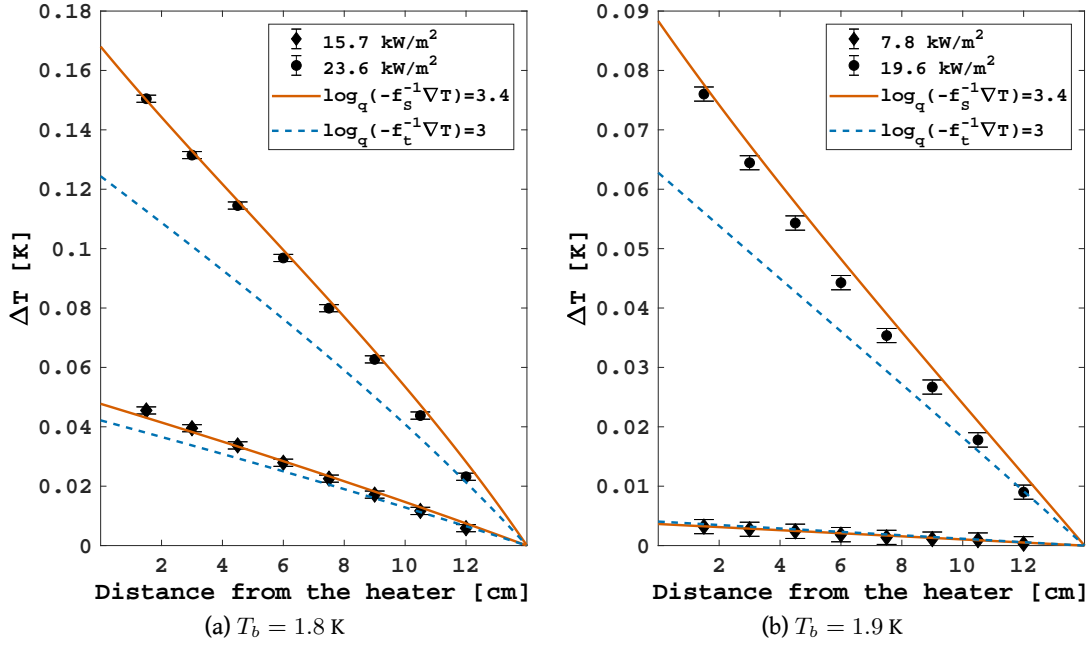 0.18
0.16
0.14
0.12
0.1
0.08
0.06
0.04
0.02
0
ΔT [K]
15.7 kW/m²
23.6 kW/m²
log_q(-f_s^{-1}∇T)=3.4
log_q(-f_t^{-1}∇T)=3
2 4 6 8 10 12
Distance from the heater [cm]
(a) T_b = 1.8 K
0.09
0.08
0.07
0.06
0.05
0.04
0.03
0.02
0.01
0
ΔT [K]
7.8 kW/m²
19.6 kW/m²
log_q(-f_s^{-1}∇T)=3.4
log_q(-f_t^{-1}∇T)=3
2 4 6 8 10 12
Distance from the heater [cm]
(b) T_b = 1.9 K